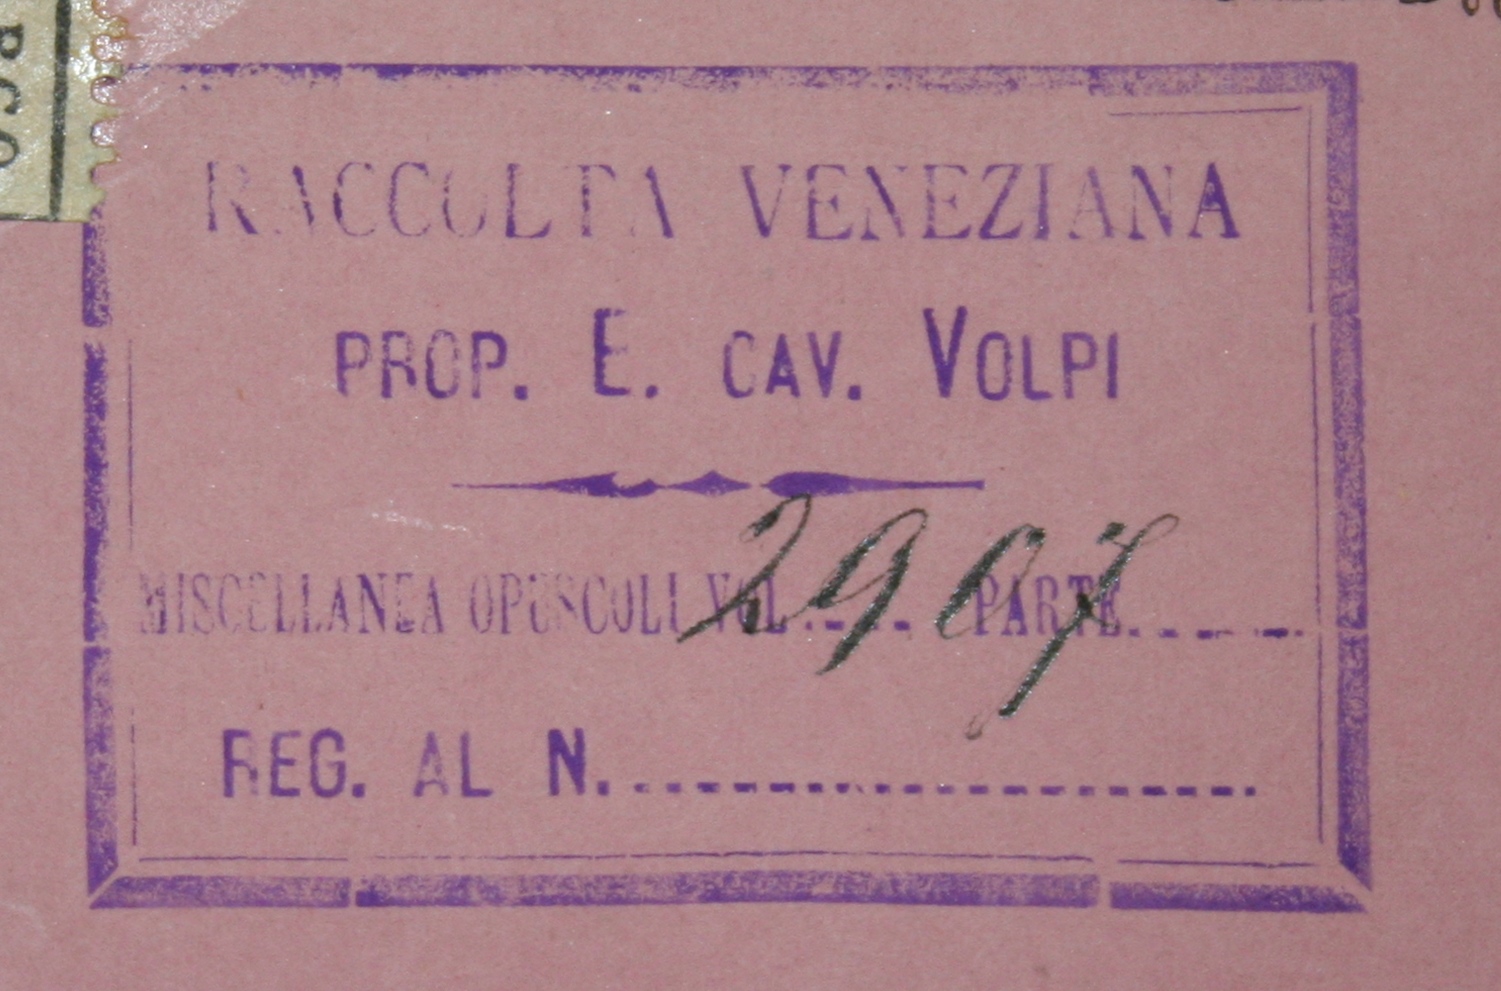 RACCOLTA VENEZIANA
PROP. E. CAV. VOLPI
2907
MISCELLANEA OPUSCOLI VOL. PARTE
REG. AL N.